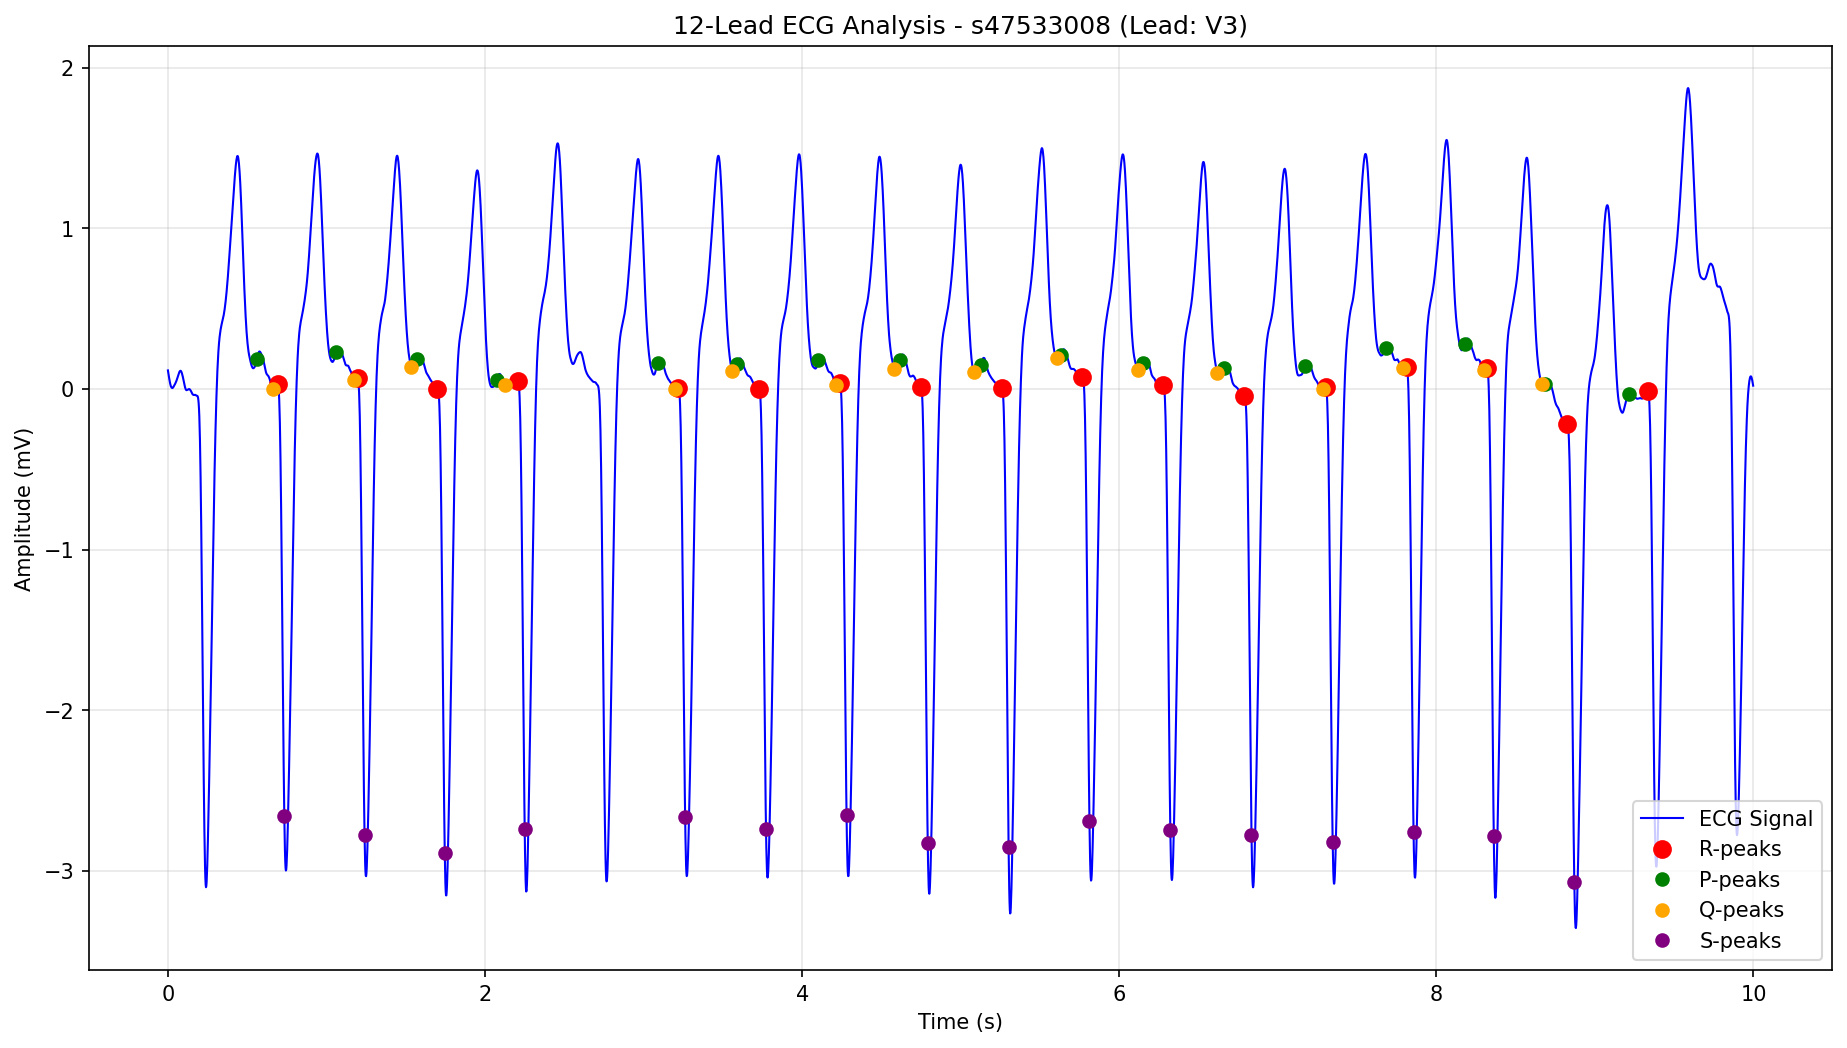 12-Lead ECG Analysis - s47533008 (Lead: V3)
Amplitude (mV)
2
1
0
−1
−2
−3
0
2
4
6
8
10
Time (s)
ECG Signal
R-peaks
P-peaks
Q-peaks
S-peaks